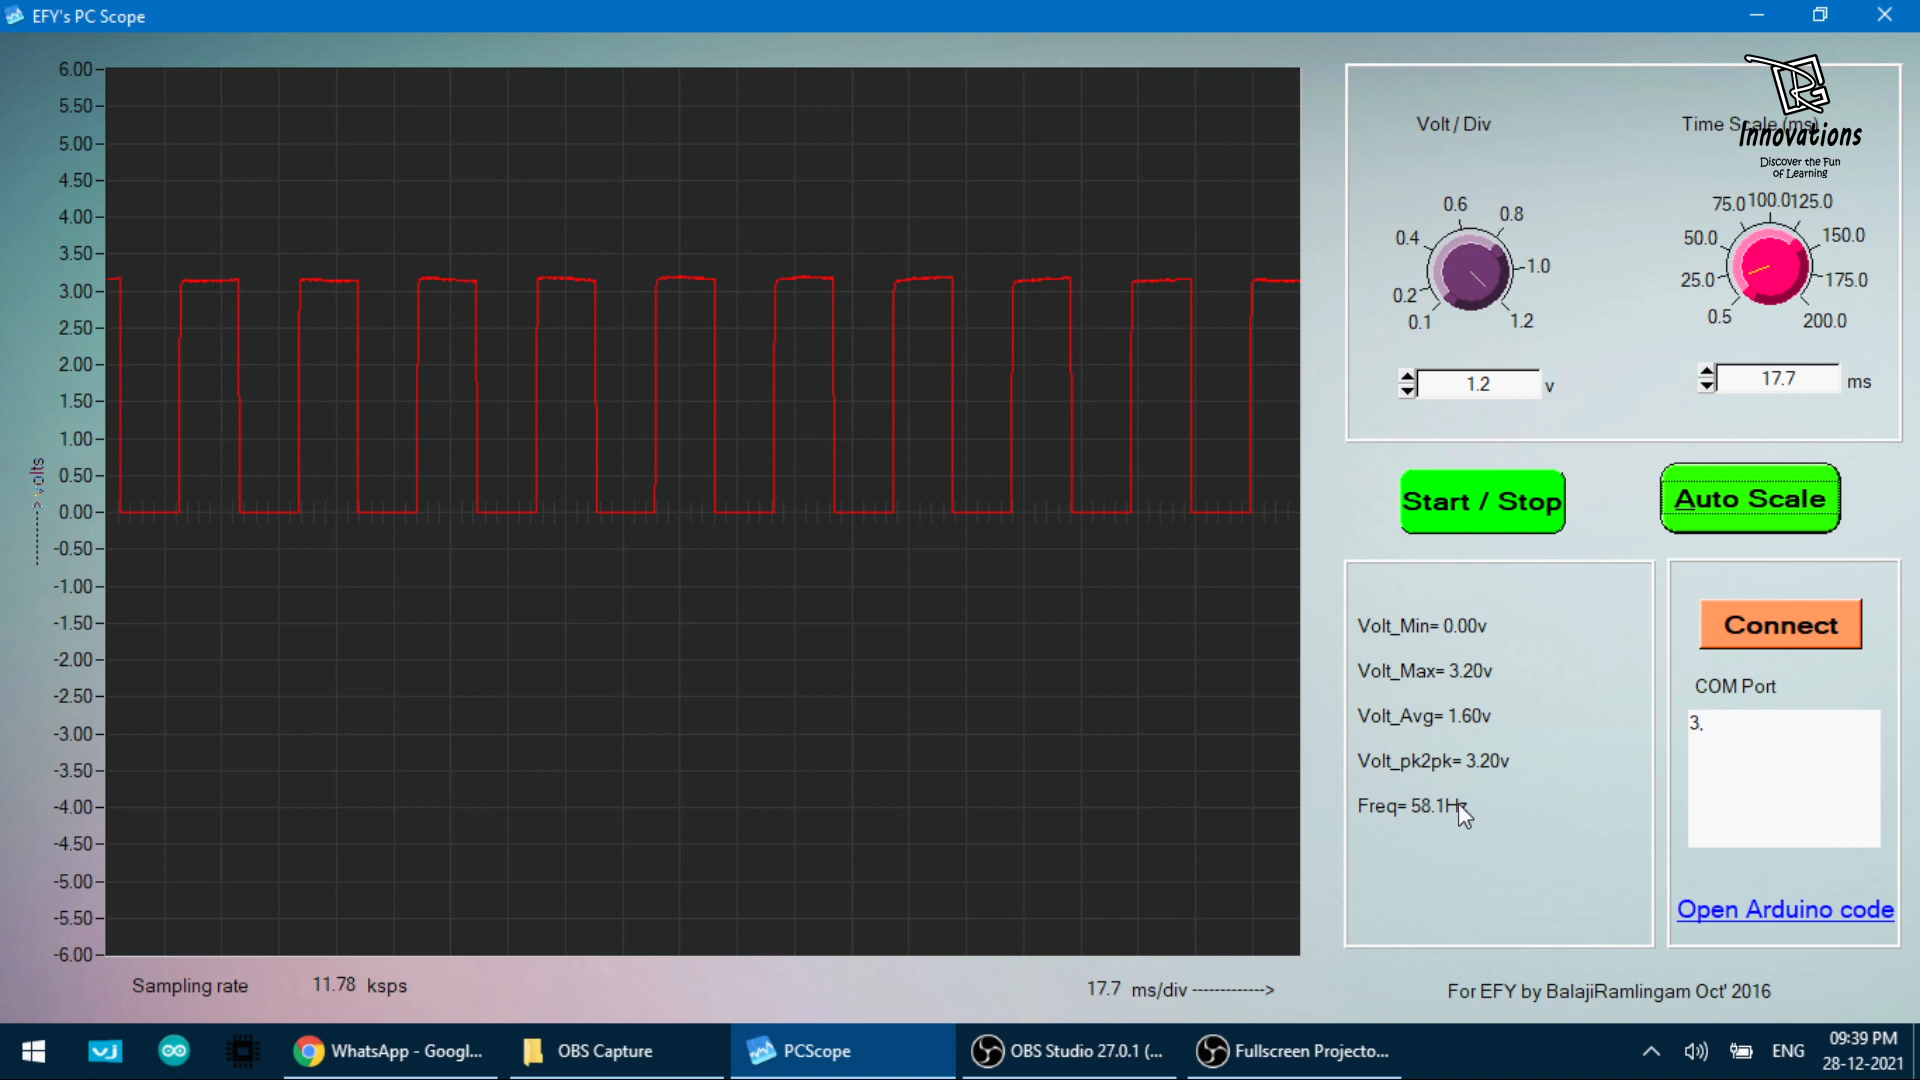 EFY's PC Scope
6.00
5.50
5.00
4.50
4.00
3.50
3.00
2.50
2.00
1.50
1.00
0.50
0.00
-0.50
-1.00
-1.50
-2.00
-2.50
-3.00
-3.50
-4.00
-4.50
-5.00
-5.50
-6.00
--------> volts
Sampling rate 11.78 ksps
17.7 ms/div ------------->
Volt / Div
0.1
0.2
0.4
0.6
0.8
1.0
1.2
1.2 v
Time Scale (ms)
Innovations
Discover the Fun
of Learning
0.5
25.0
50.0
75.0
100.0
125.0
150.0
175.0
200.0
17.7 ms
Start / Stop
Auto Scale
Volt_Min= 0.00v
Volt_Max= 3.20v
Volt_Avg= 1.60v
Volt_pk2pk= 3.20v
Freq= 58.1Hz
Connect
COM Port
3,
Open Arduino code
For EFY by BalajiRamlingam Oct' 2016
WhatsApp - Googl...
OBS Capture
PCScope
OBS Studio 27.0.1 (...
Fullscreen Projecto...
ENG
09:39 PM
28-12-2021